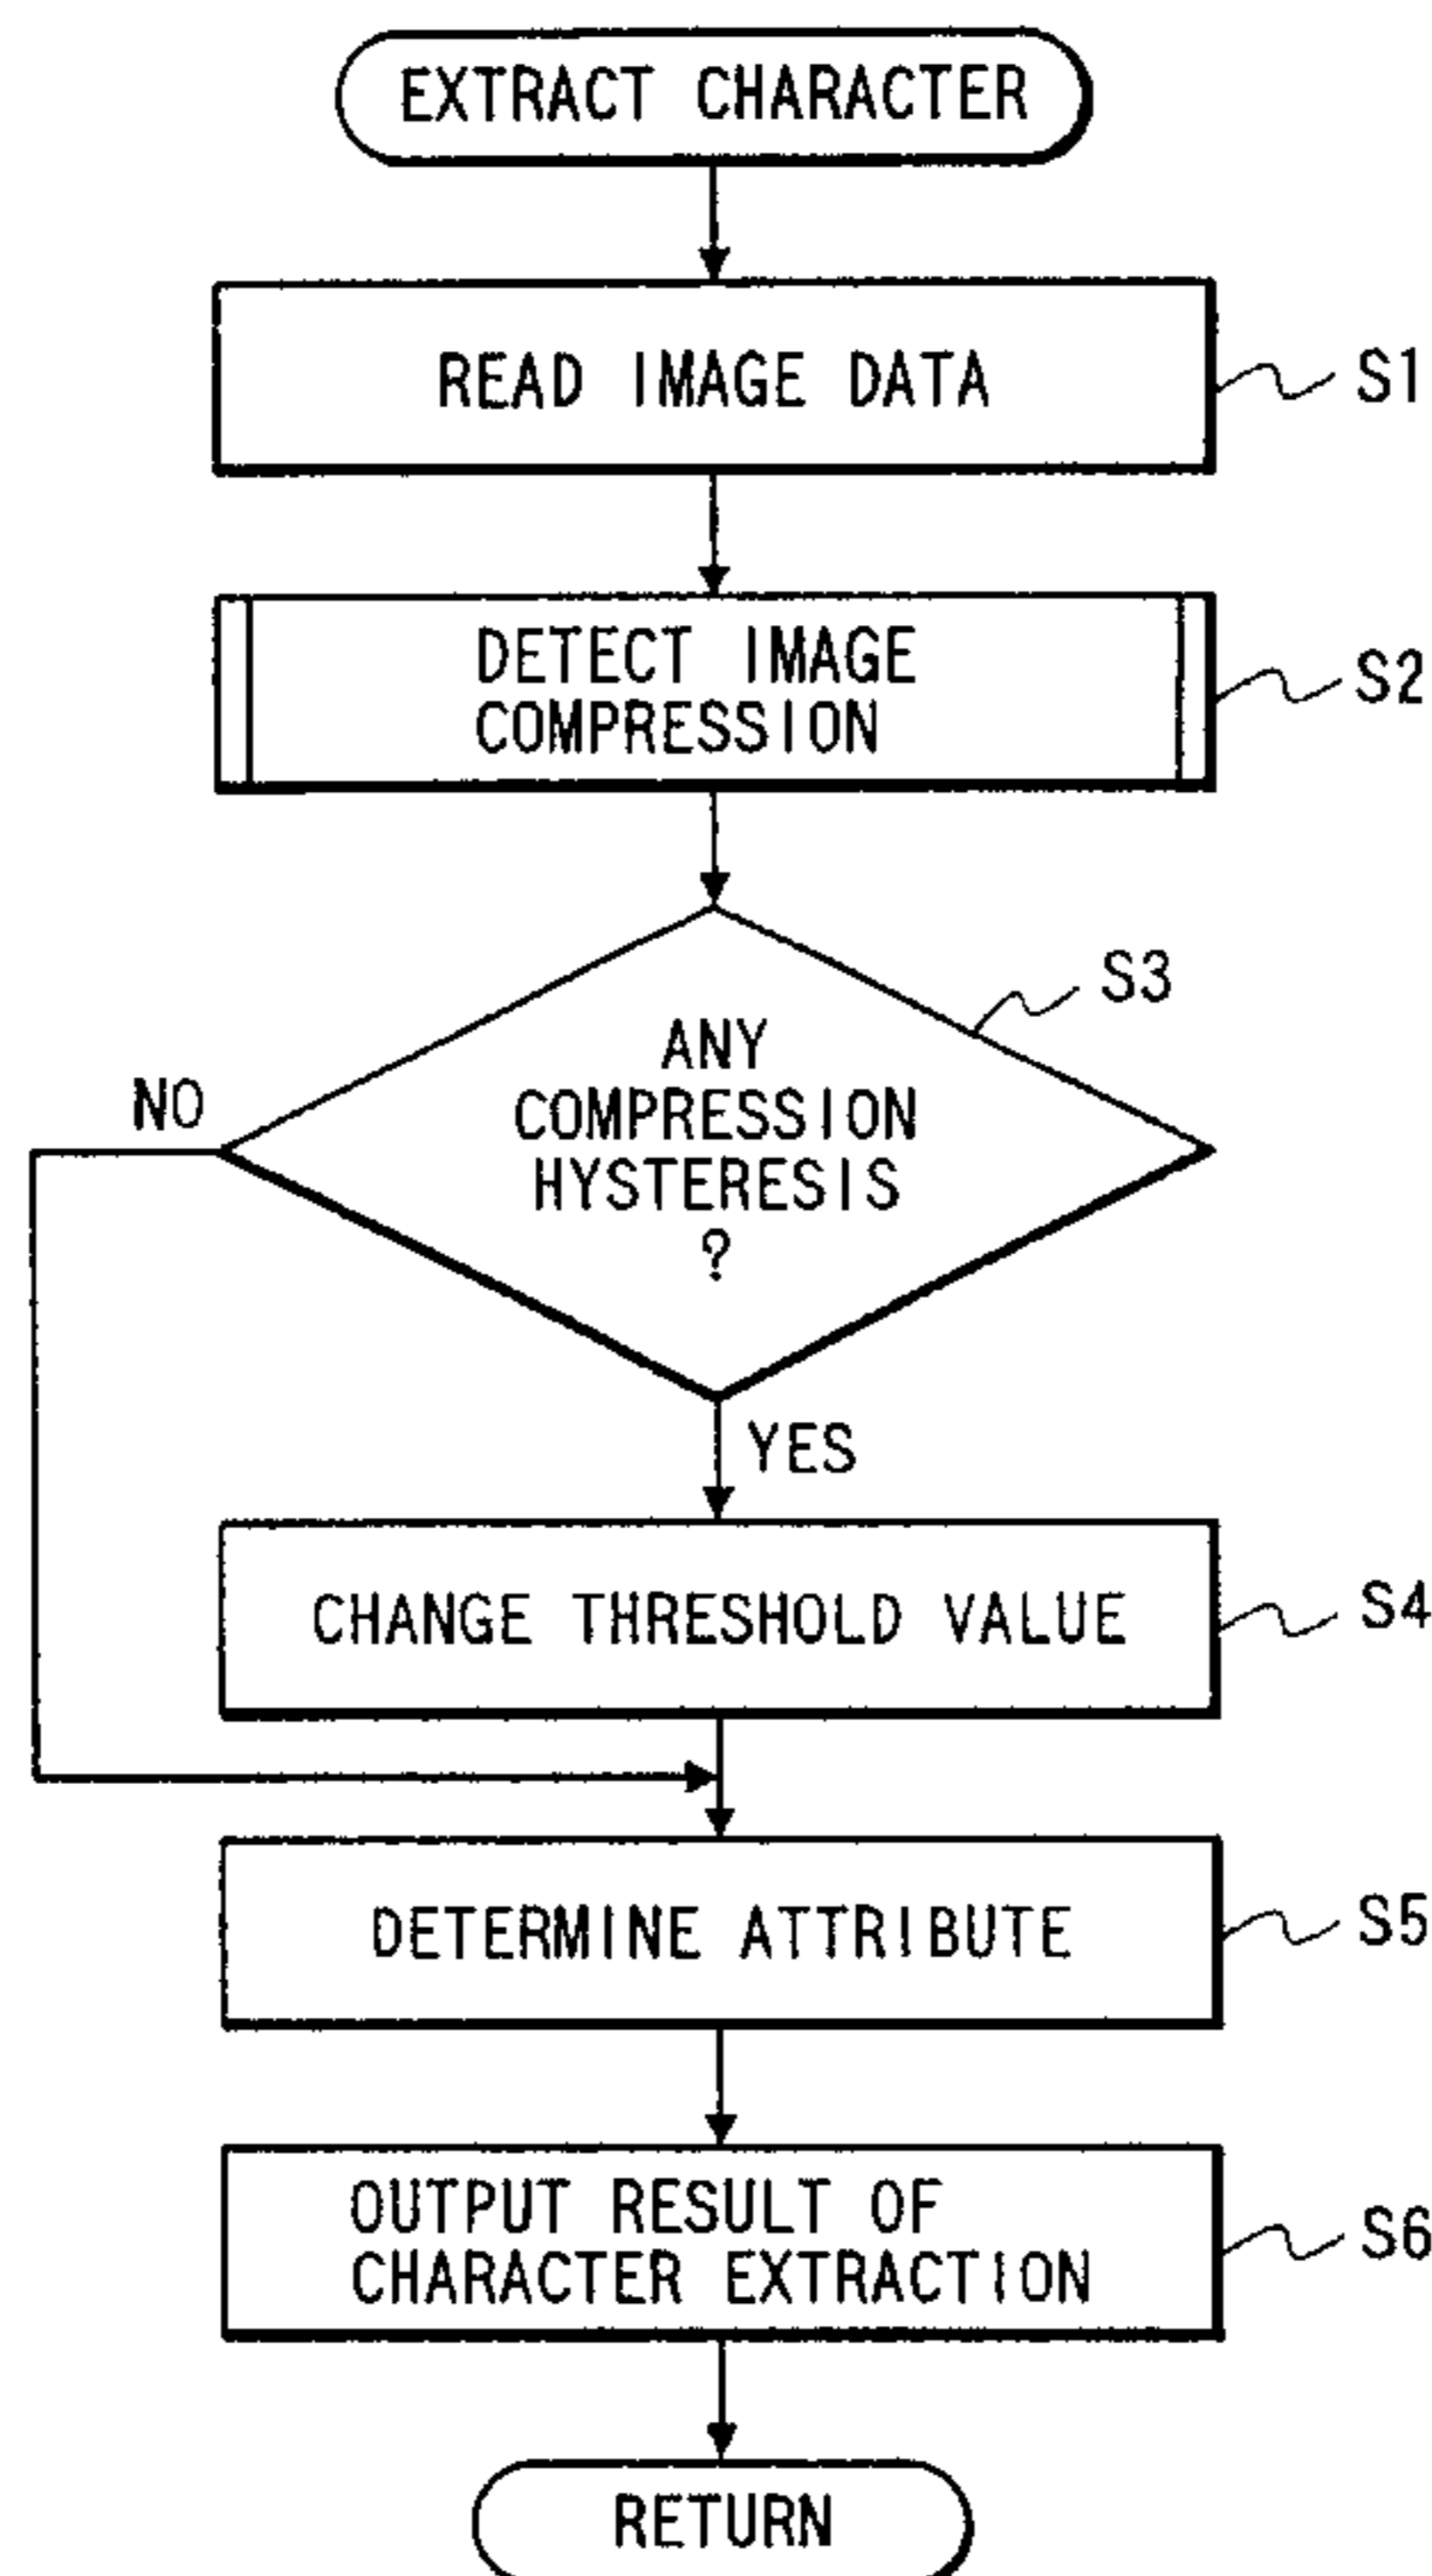 EXTRACT CHARACTER
READ IMAGE DATA
S1
DETECT IMAGE
COMPRESSION
S2
S3
ANY
COMPRESSION
HYSTERESIS
?
NO
YES
CHANGE THRESHOLD VALUE
S4
DETERMINE ATTRIBUTE
S5
OUTPUT RESULT OF
CHARACTER EXTRACTION
S6
RETURN